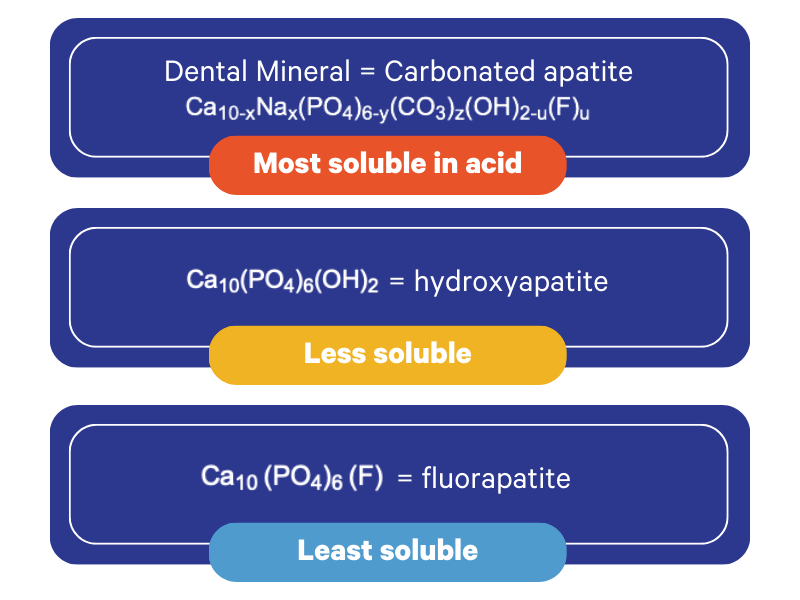 Dental Mineral = Carbonated apatite
Ca₁₀₋ₓNaₓ(PO₄)₆₋y(CO₃)z(OH)₂₋u(F)u
Most soluble in acid
Ca₁₀(PO₄)₆(OH)₂ = hydroxyapatite
Less soluble
Ca₁₀ (PO₄)₆ (F) = fluorapatite
Least soluble